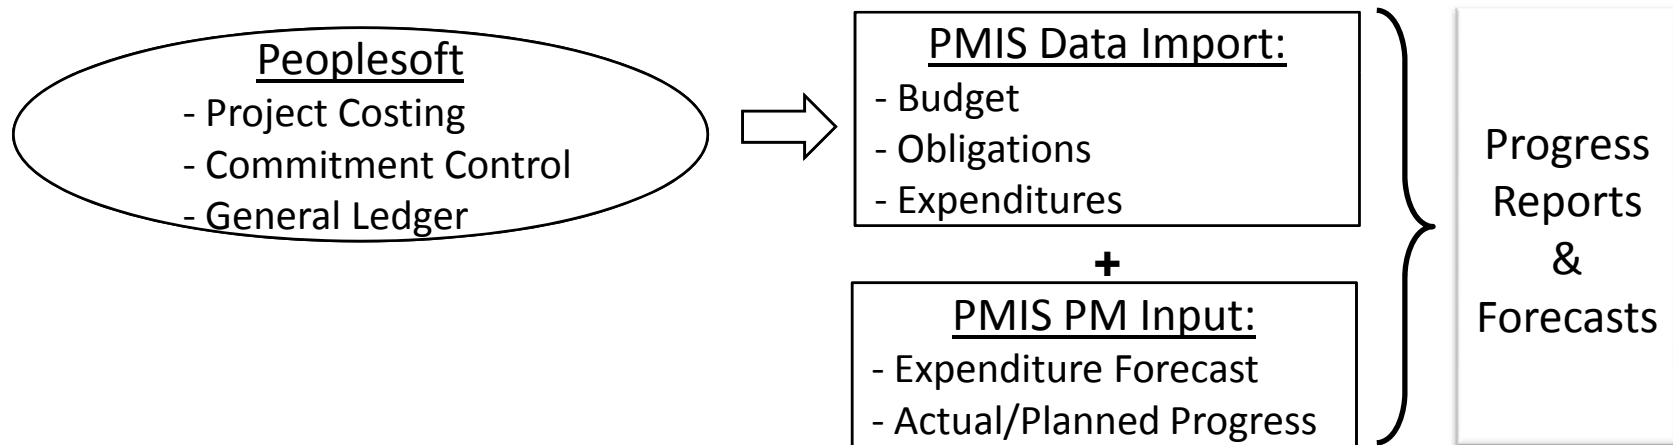 Peoplesoft
- Project Costing
- Commitment Control
- General Ledger
PMIS Data Import:
- Budget
- Obligations
- Expenditures
+
PMIS PM Input:
- Expenditure Forecast
- Actual/Planned Progress
Progress
Reports
&
Forecasts